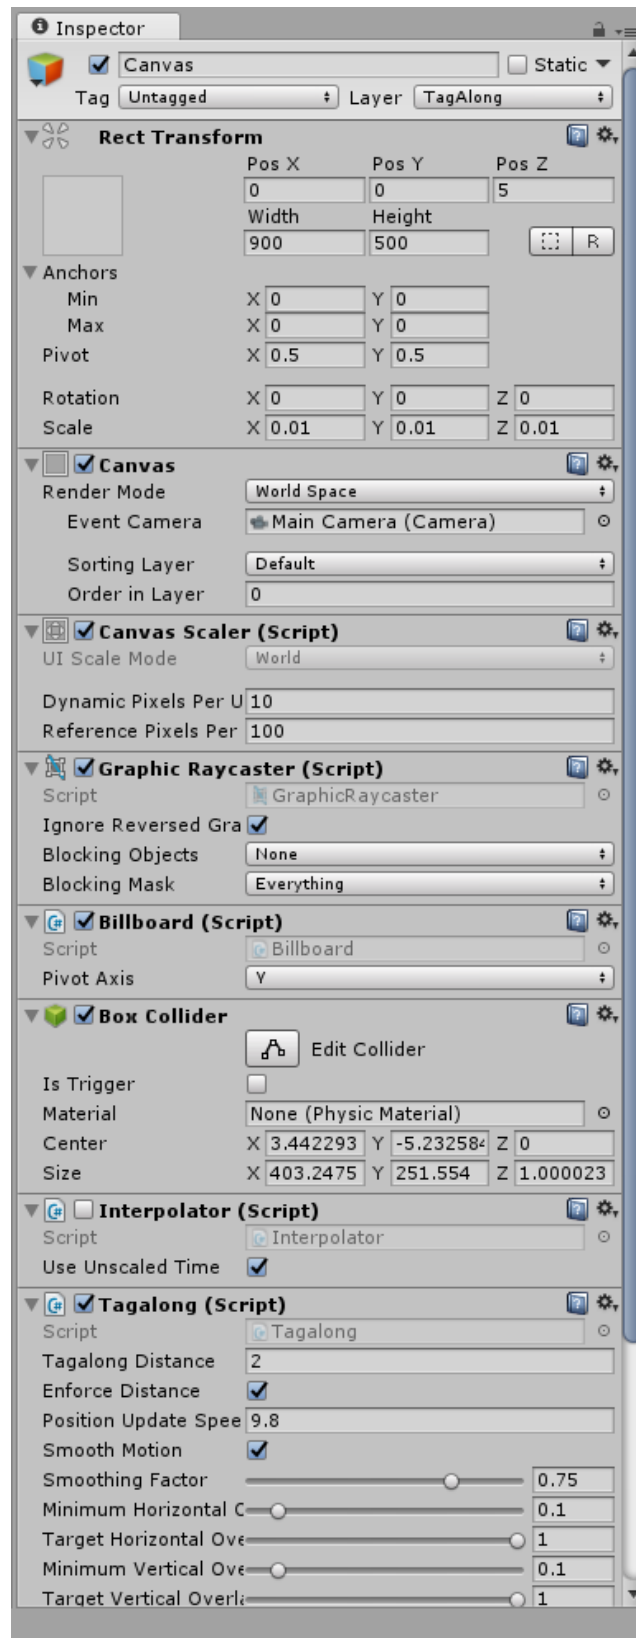 Inspector
Canvas Static
Tag Untagged Layer TagAlong
Rect Transform
Pos X Pos Y Pos Z
0 0 5
Width Height
900 500 R
Anchors
Min X 0 Y 0
Max X 0 Y 0
Pivot X 0.5 Y 0.5
Rotation X 0 Y 0 Z 0
Scale X 0.01 Y 0.01 Z 0.01
Canvas
Render Mode World Space
Event Camera Main Camera (Camera)
Sorting Layer Default
Order in Layer 0
Canvas Scaler (Script)
UI Scale Mode World
Dynamic Pixels Per U 10
Reference Pixels Per 100
Graphic Raycaster (Script)
Script GraphicRaycaster
Ignore Reversed Gra
Blocking Objects None
Blocking Mask Everything
Billboard (Script)
Script Billboard
Pivot Axis Y
Box Collider
Edit Collider
Is Trigger
Material None (Physic Material)
Center X 3.442293 Y -5.232584 Z 0
Size X 403.2475 Y 251.554 Z 1.000023
Interpolator (Script)
Script Interpolator
Use Unscaled Time
Tagalong (Script)
Script Tagalong
Tagalong Distance 2
Enforce Distance
Position Update Spee 9.8
Smooth Motion
Smoothing Factor 0.75
Minimum Horizontal C 0.1
Target Horizontal Ove 1
Minimum Vertical Ove 0.1
Target Vertical Overla 1